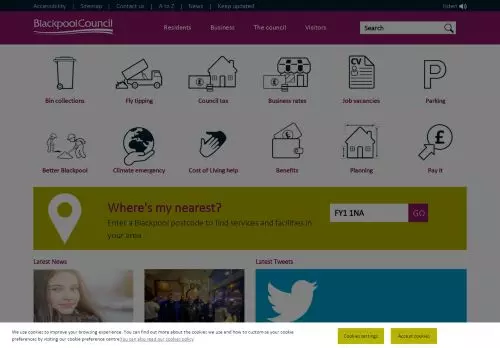 Accessibility | Sitemap | Contact us | A to Z | News | Keep updated
listen
BlackpoolCouncil
Residents Business The council Visitors
Search
Bin collections Fly tipping Council tax Business rates Job vacancies Parking
CV
P
Better Blackpool Climate emergency Cost of Living help Benefits Planning Pay it
Where's my nearest?
Enter a Blackpool postcode to find services and facilities in
your area
FY1 1NA GO
Latest News Latest Tweets
We use cookies to improve your browsing experience. You can find out more about the cookies we use and how to customise your cookie
preferences by visiting our cookie preference centre.You can also read our cookies policy
Cookies settings Accept cookies